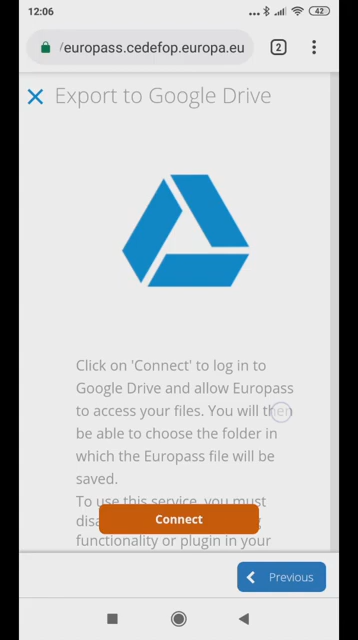 12:06
42
/europass.cedefop.europa.eu
2
Export to Google Drive
Click on 'Connect' to log in to
Google Drive and allow Europass
to access your files. You will then
be able to choose the folder in
which the Europass file will be
saved.
To use this service, you must
Connect
functionality or plugin in your
Previous